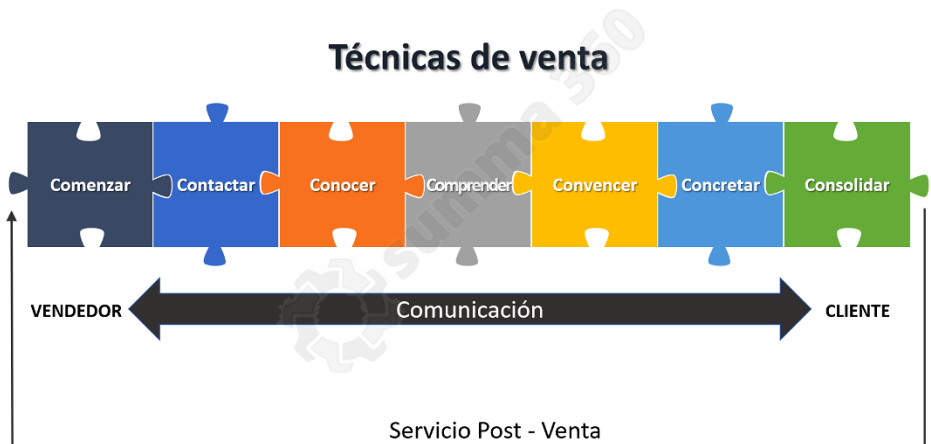 Técnicas de venta
Comenzar
Contactar
Conocer
Comprender
Convencer
Concretar
Consolidar
summa 360
VENDEDOR
Comunicación
CLIENTE
Servicio Post - Venta